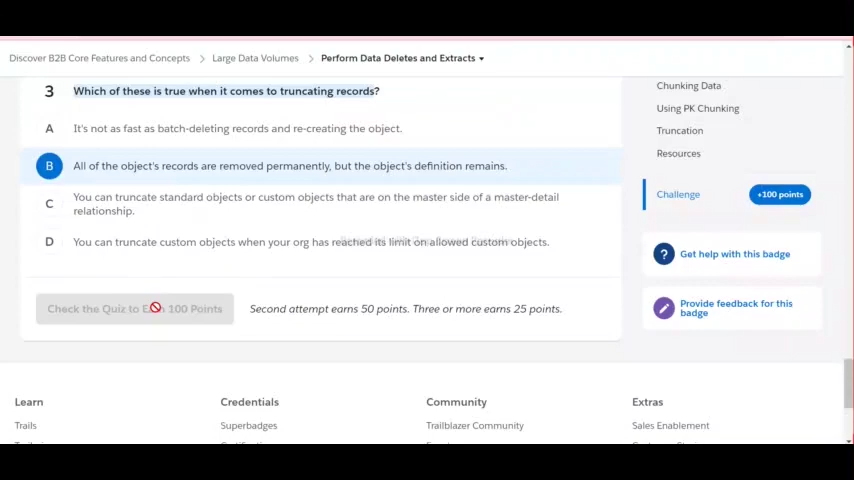 Discover B2B Core Features and Concepts > Large Data Volumes > Perform Data Deletes and Extracts
3 Which of these is true when it comes to truncating records?
A It's not as fast as batch-deleting records and re-creating the object.
B All of the object's records are removed permanently, but the object's definition remains.
C You can truncate standard objects or custom objects that are on the master side of a master-detail
relationship.
D You can truncate custom objects when your org has reached its limit of allowed custom objects.
Check the Quiz to Earn 100 Points
Second attempt earns 50 points. Three or more earns 25 points.
Chunking Data
Using PK Chunking
Truncation
Resources
Challenge +100 points
? Get help with this badge
Provide feedback for this
badge
Learn Credentials Community Extras
Trails Superbadges Trailblazer Community Sales Enablement